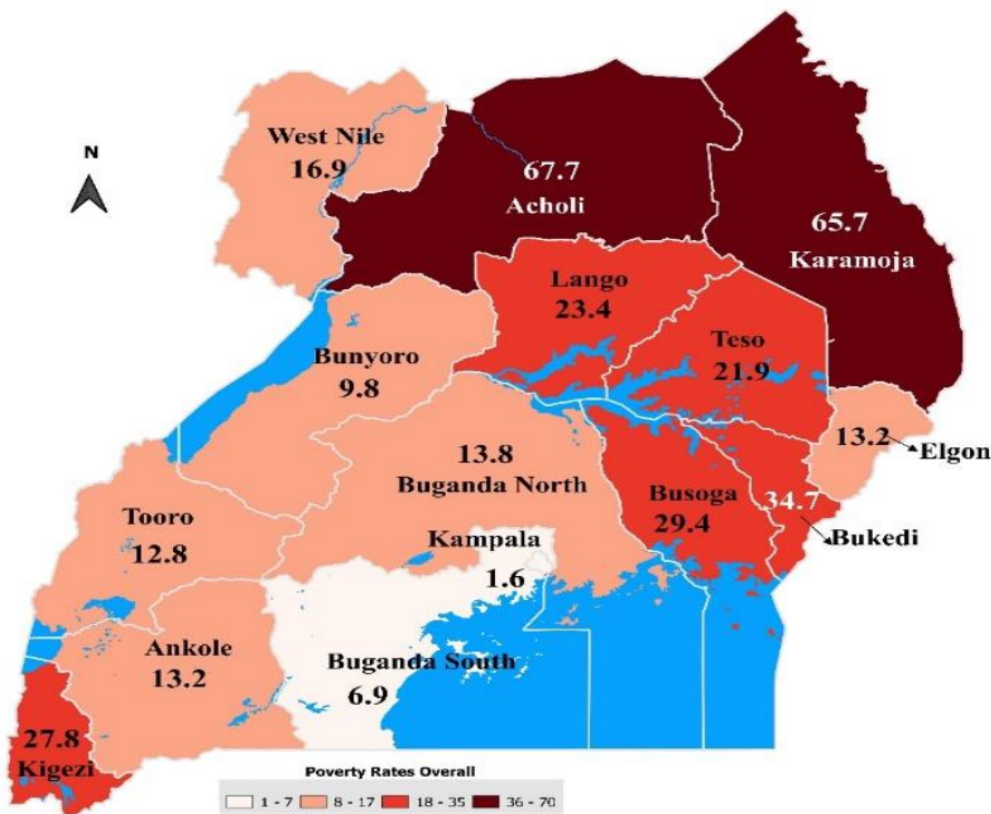 N
West Nile
16.9
67.7
Acholi
65.7
Karamoja
Lango
23.4
Teso
21.9
Bunyoro
9.8
13.2
Elgon
13.8
Buganda North
Busoga
29.4
34.7
Bukedi
Tooro
12.8
Kampala
1.6
Ankole
13.2
Buganda South
6.9
27.8
Kigezi
Poverty Rates Overall
1 - 7 8 - 17 18 - 35 36 - 70